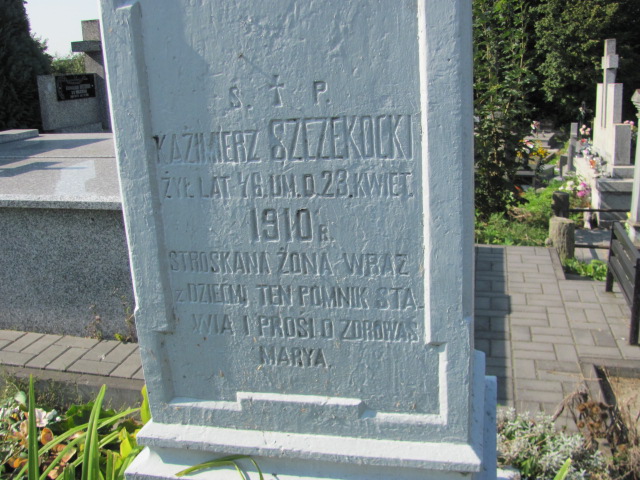 Ś. † P.
KAZIMIERZ SZCZEKOCKI
ŻYŁ LAT 48. UM. D. 23. KWIET.
1910 R.
STROSKANA ŻONA WRAZ
z DZIEĆMI, TEN POMNIK STA-
WIA I PROSI O ZDROWAŚ
MARYA.